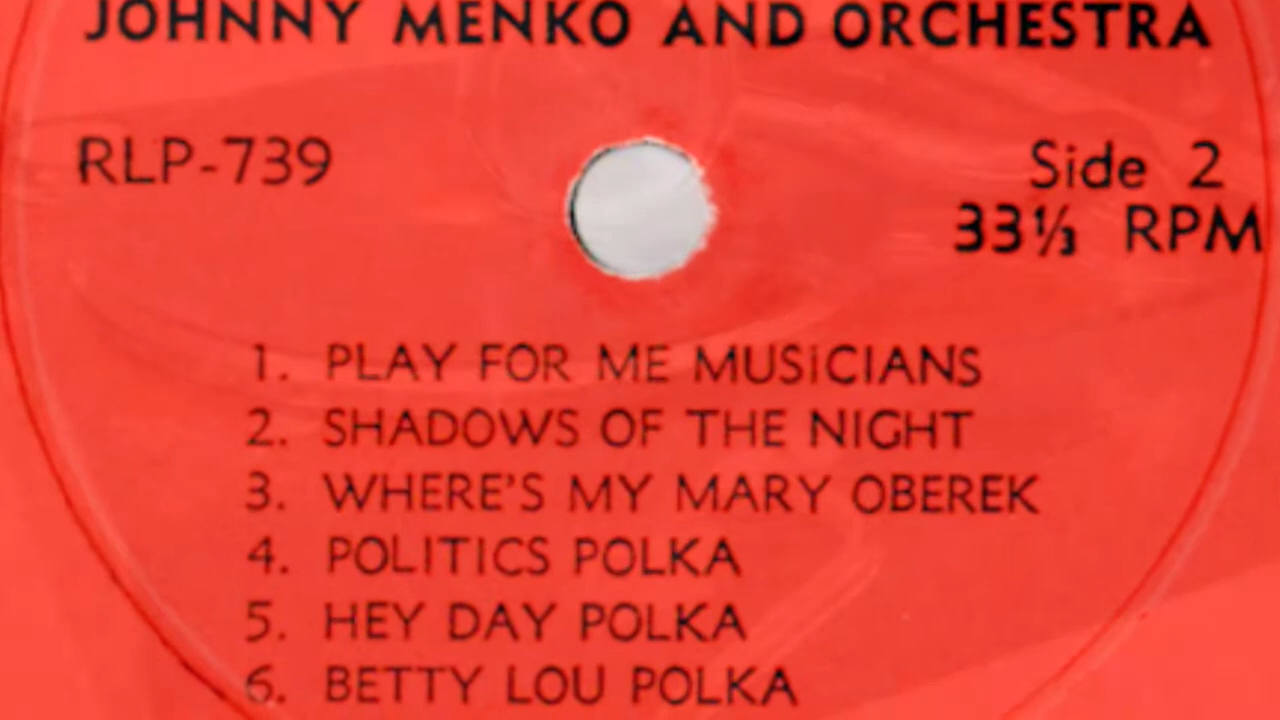 JOHNNY MENKO AND ORCHESTRA
RLP-739
Side 2
33⅓ RPM
1. PLAY FOR ME MUSICIANS
2. SHADOWS OF THE NIGHT
3. WHERE'S MY MARY OBEREK
4. POLITICS POLKA
5. HEY DAY POLKA
6. BETTY LOU POLKA